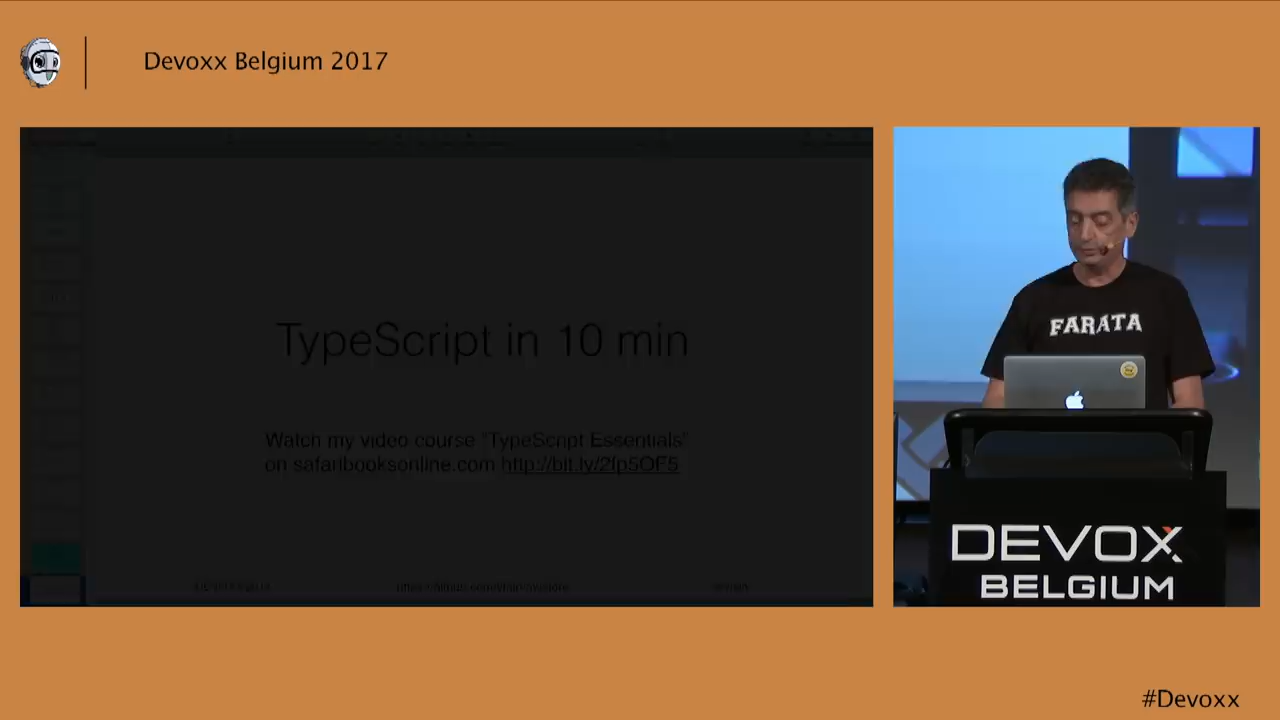 Devoxx Belgium 2017
TypeScript in 10 min
Watch my video course "TypeScript Essentials"
on safaribooksonline.com http://bit.ly/2fp5OF5
FARATA
DEVOX
BELGIUM
#Devoxx